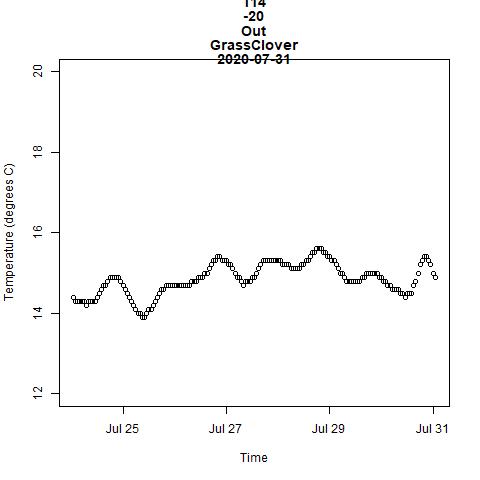 114
-20
Out
GrassClover
2020-07-31
Temperature (degrees C)
20
18
16
14
12
Jul 25
Jul 27
Jul 29
Jul 31
Time